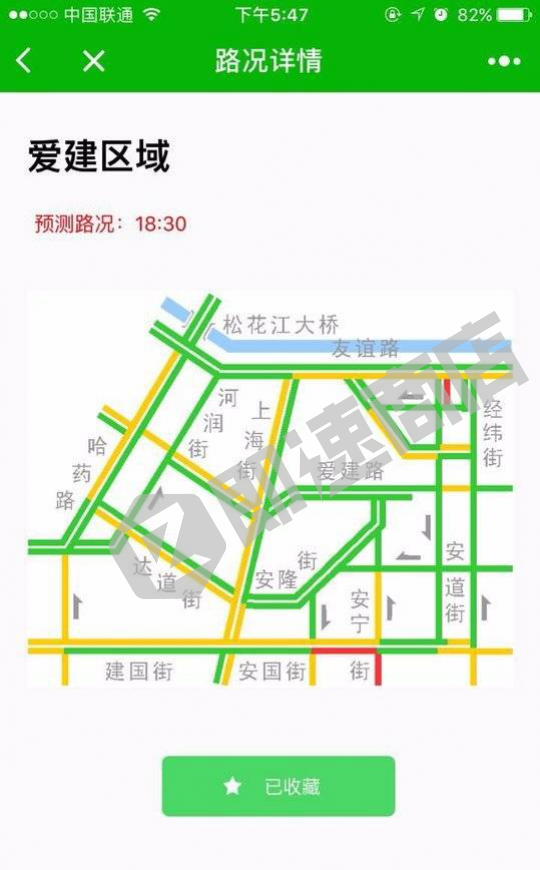 中国联通 下午5:47 82%
路况详情
爱建区域
预测路况：18:30
松花江大桥
友谊路
河润街
上海街
经纬街
哈药路
爱建路
达道街
安隆街
安宁街
安道街
建国街
安国街
即速商店
已收藏